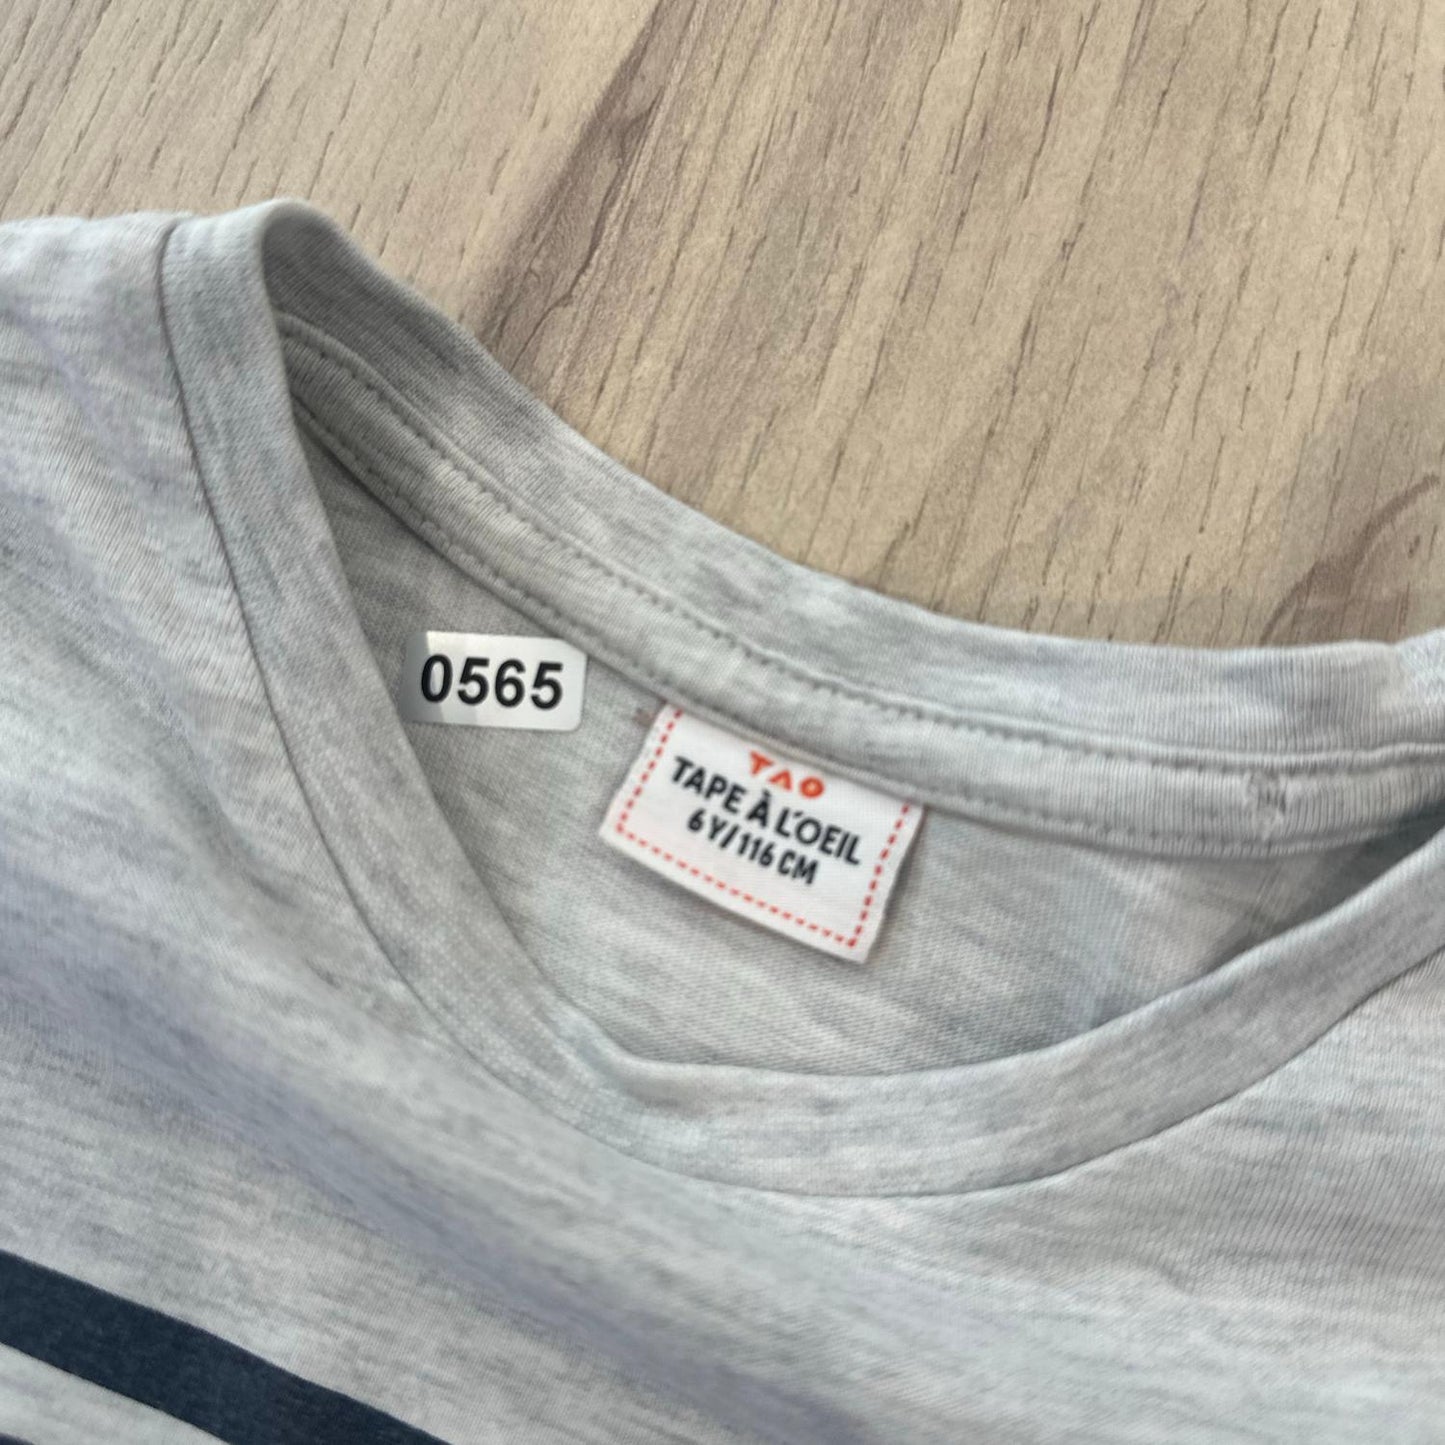 0565
TAO
TAPE À L'OEIL
6Y/116 CM